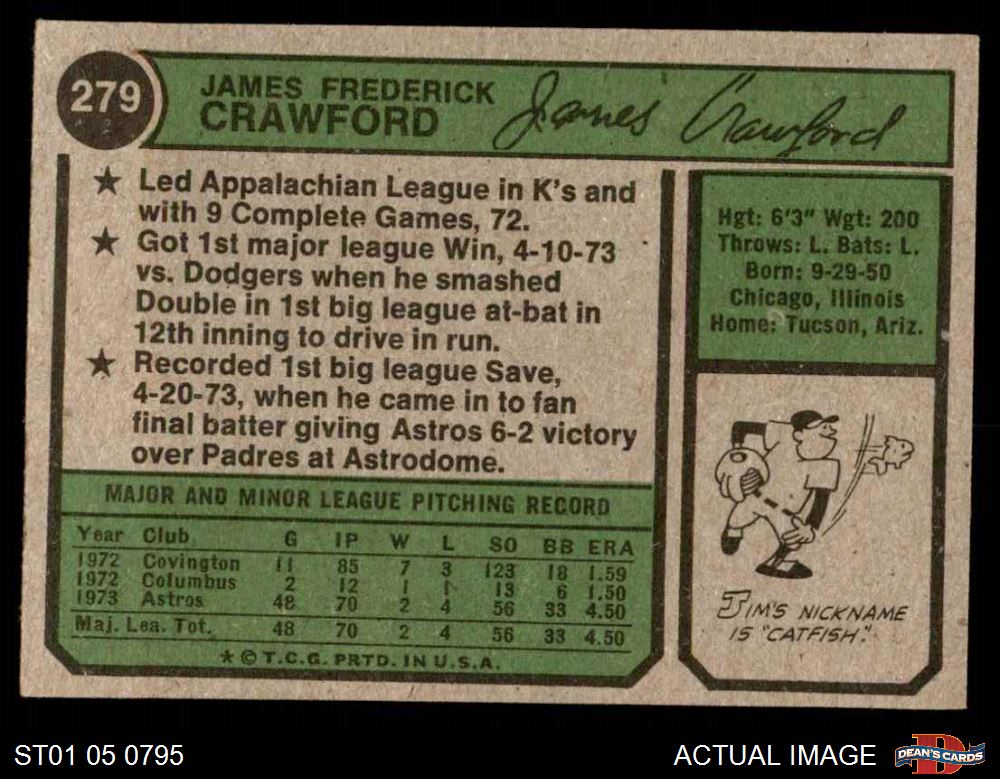 279
JAMES FREDERICK
CRAWFORD
James Crawford
★ Led Appalachian League in K's and
with 9 Complete Games, 72.
★ Got 1st major league Win, 4-10-73
vs. Dodgers when he smashed
Double in 1st big league at-bat in
12th inning to drive in run.
★ Recorded 1st big league Save,
4-20-73, when he came in to fan
final batter giving Astros 6-2 victory
over Padres at Astrodome.
Hgt: 6'3" Wgt: 200
Throws: L. Bats: L.
Born: 9-29-50
Chicago, Illinois
Home: Tucson, Ariz.
JIM'S NICKNAME
IS "CATFISH."
MAJOR AND MINOR LEAGUE PITCHING RECORD
Year Club G IP W L SO BB ERA
1972 Covington 11 85 7 3 123 18 1.59
1972 Columbus 2 12 1 1 13 6 1.50
1973 Astros 48 70 2 4 56 33 4.50
Maj. Lea. Tot. 48 70 2 4 56 33 4.50
* © T.C.G. PRTD. IN U.S.A.
ST01 05 0795
ACTUAL IMAGE
DEAN'S CARDS